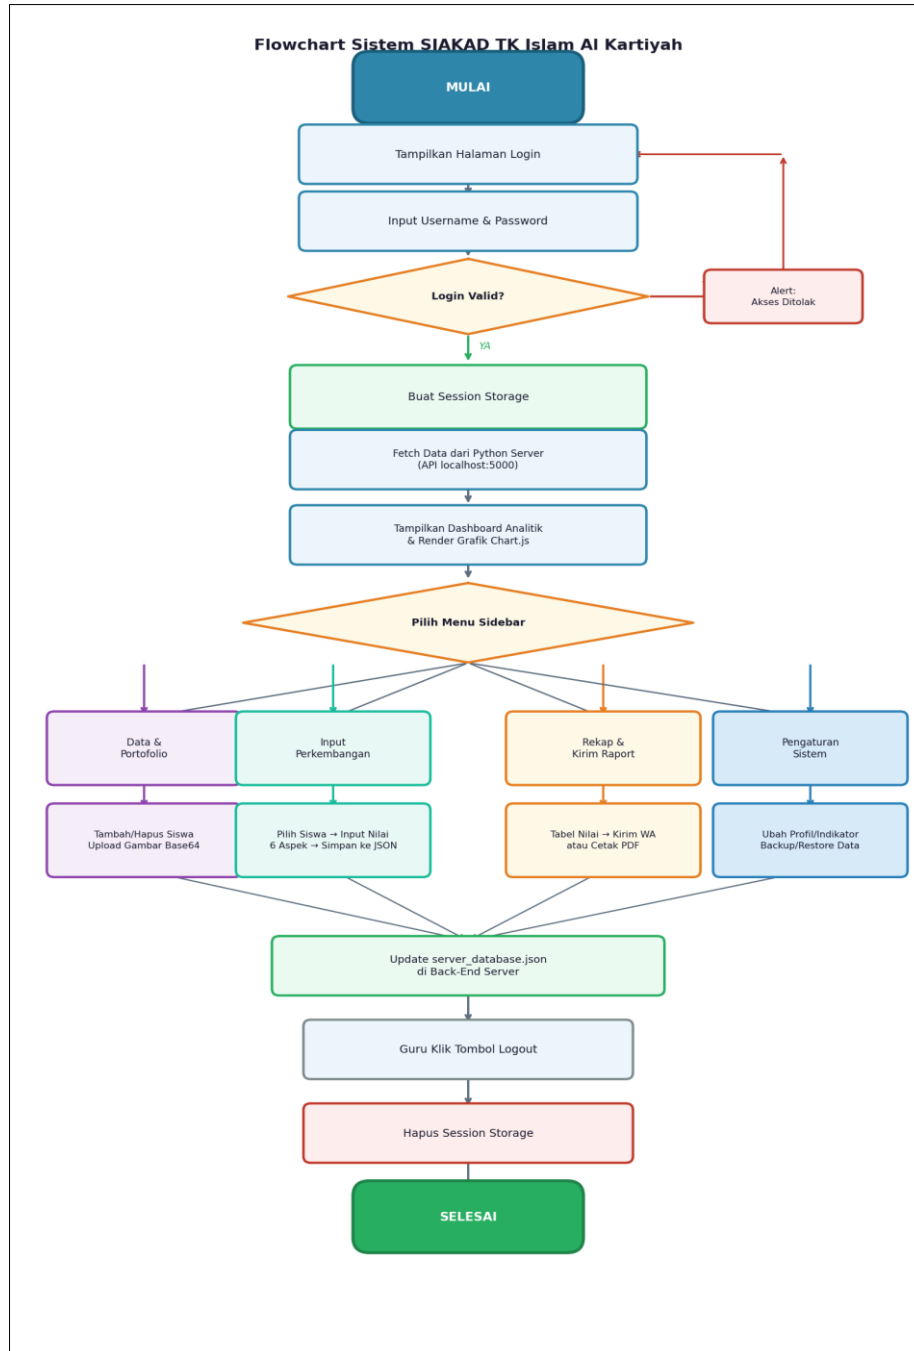 Flowchart Sistem SIAKAD TK Islam Al Kartiyah
MULAI
Tampilkan Halaman Login
Input Username & Password
Login Valid?
Alert:
Akses Ditolak
YA
Buat Session Storage
Fetch Data dari Python Server
(API localhost:5000)
Tampilkan Dashboard Analitik
& Render Grafik Chart.js
Pilih Menu Sidebar
Data &
Portofolio
Input
Perkembangan
Rekap &
Kirim Raport
Pengaturan
Sistem
Tambah/Hapus Siswa
Upload Gambar Base64
Pilih Siswa → Input Nilai
6 Aspek → Simpan ke JSON
Tabel Nilai → Kirim WA
atau Cetak PDF
Ubah Profil/Indikator
Backup/Restore Data
Update server_database.json
di Back-End Server
Guru Klik Tombol Logout
Hapus Session Storage
SELESAI